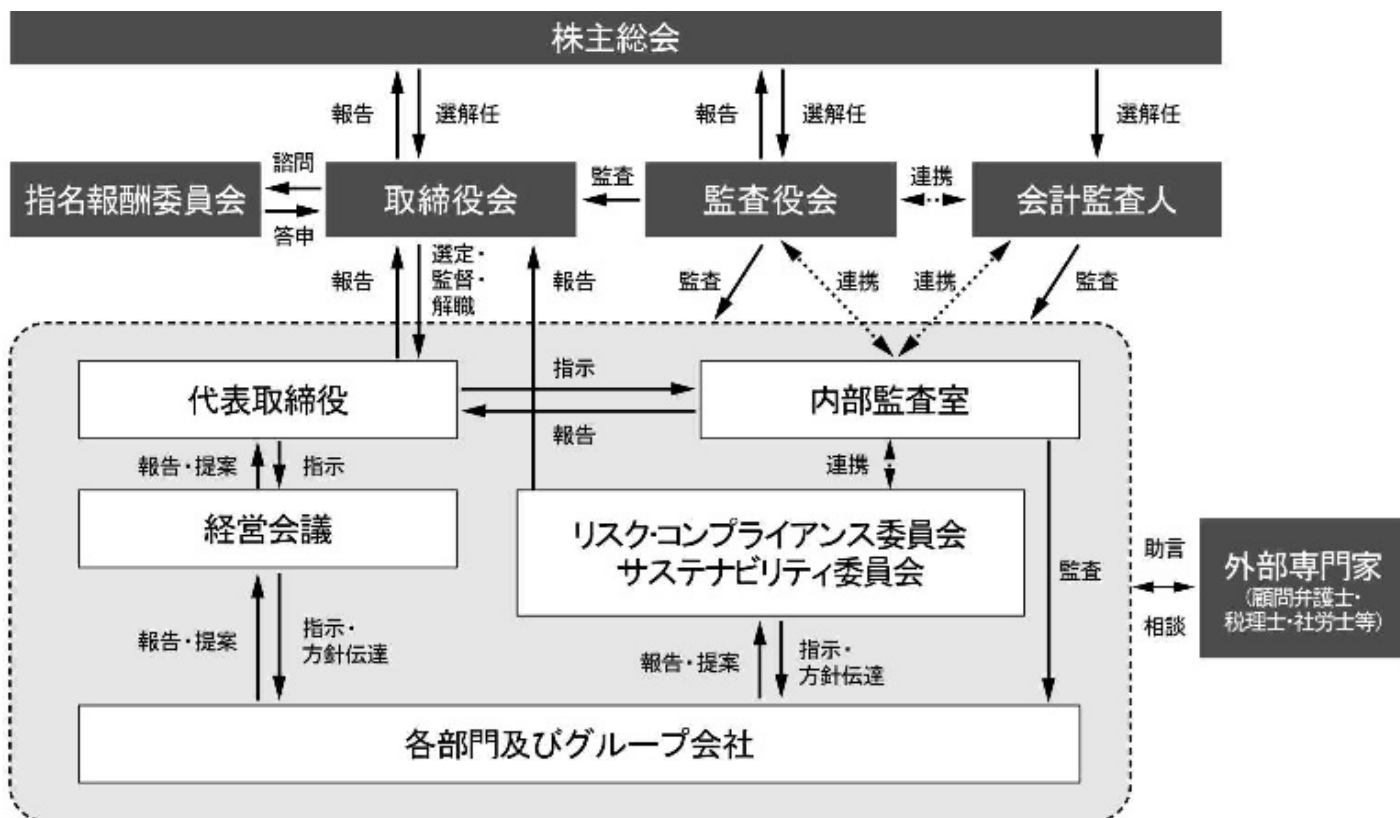 株主総会
報告
選解任
報告
選解任
選解任
指名報酬委員会
諮問
答申
取締役会
監査
監査役会
連携
会計監査人
報告
選定・
監督・
解職
報告
監査
連携
連携
監査
代表取締役
指示
報告
内部監査室
報告・提案
指示
連携
経営会議
リスク・コンプライアンス委員会
サステナビリティ委員会
監査
助言
相談
外部専門家
(顧問弁護士・
税理士・社労士等)
報告・提案
指示・
方針伝達
報告・提案
指示・
方針伝達
各部門及びグループ会社